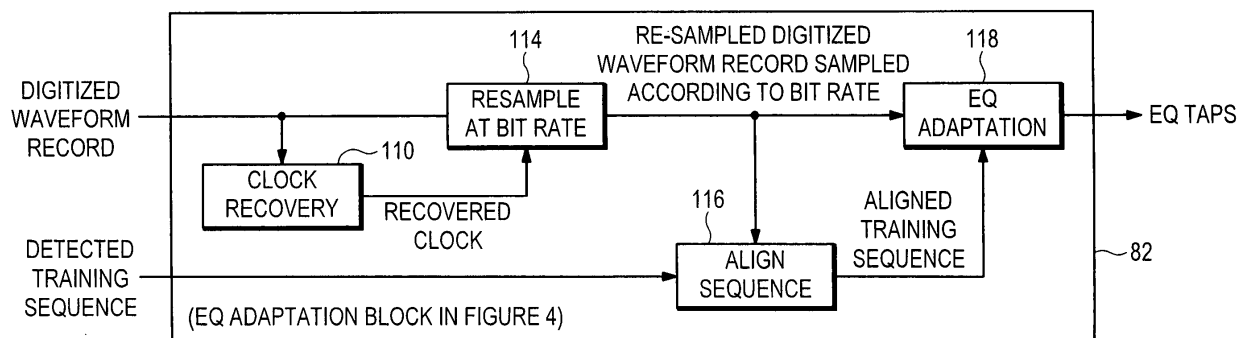 DIGITIZED
WAVEFORM
RECORD
114
RESAMPLE
AT BIT RATE
RE-SAMPLED DIGITIZED
WAVEFORM RECORD SAMPLED
ACCORDING TO BIT RATE
118
EQ
ADAPTATION
EQ TAPS
110
CLOCK
RECOVERY
RECOVERED
CLOCK
DETECTED
TRAINING
SEQUENCE
116
ALIGN
SEQUENCE
ALIGNED
TRAINING
SEQUENCE
82
(EQ ADAPTATION BLOCK IN FIGURE 4)